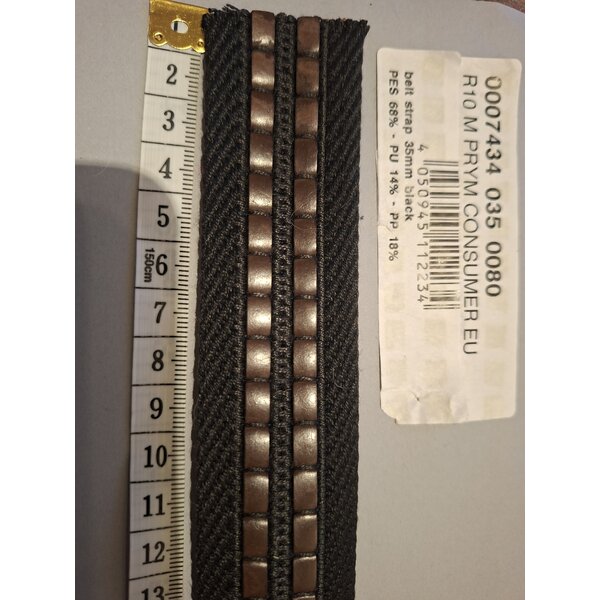 2
3
4
5
6
150cm
7
8
9
10
11
12
13
0007434 035 0080
R10 M PRYM CONSUMER EU
4 050945 112234
belt strap 35mm black
PES 68% - PU 14% - PP 18%